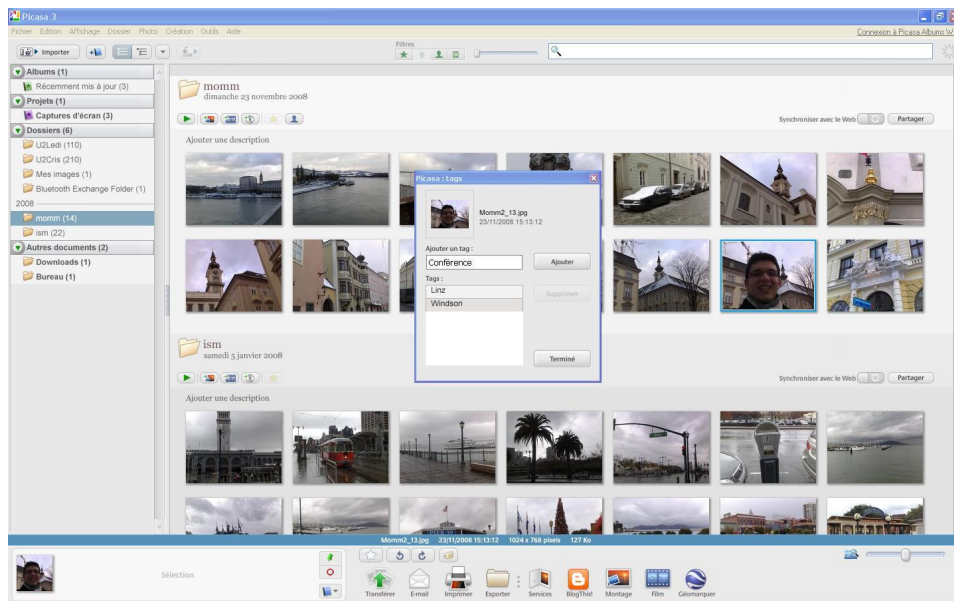 Picasa 3
Fichier Edition Affichage Dossier Photo Création Outils Aide
Connexion à Picasa Albums W
Importer
Filtres
Albums (1)
Récemment mis à jour (3)
Projets (1)
Captures d'écran (3)
Dossiers (6)
U2Ledi (110)
U2Cris (210)
Mes images (1)
Bluetooth Exchange Folder (1)
2008
momm (14)
ism (22)
Autres documents (2)
Downloads (1)
Bureau (1)
momm
dimanche 23 novembre 2008
Synchroniser avec le Web
Partager
Ajouter une description
Picasa : tags
Momm2_13.jpg
23/11/2008 15:13:12
Ajouter un tag :
Conférence
Ajouter
Tags :
Linz
Windson
Supprimer
Terminé
ism
samedi 5 janvier 2008
Synchroniser avec le Web
Partager
Ajouter une description
Momm2_13.jpg 23/11/2008 15:13:12 1024 x 768 pixels 127 Ko
Sélection
Transférer E-mail Imprimer Exporter Services BlogThis! Montage Film Géomarquer